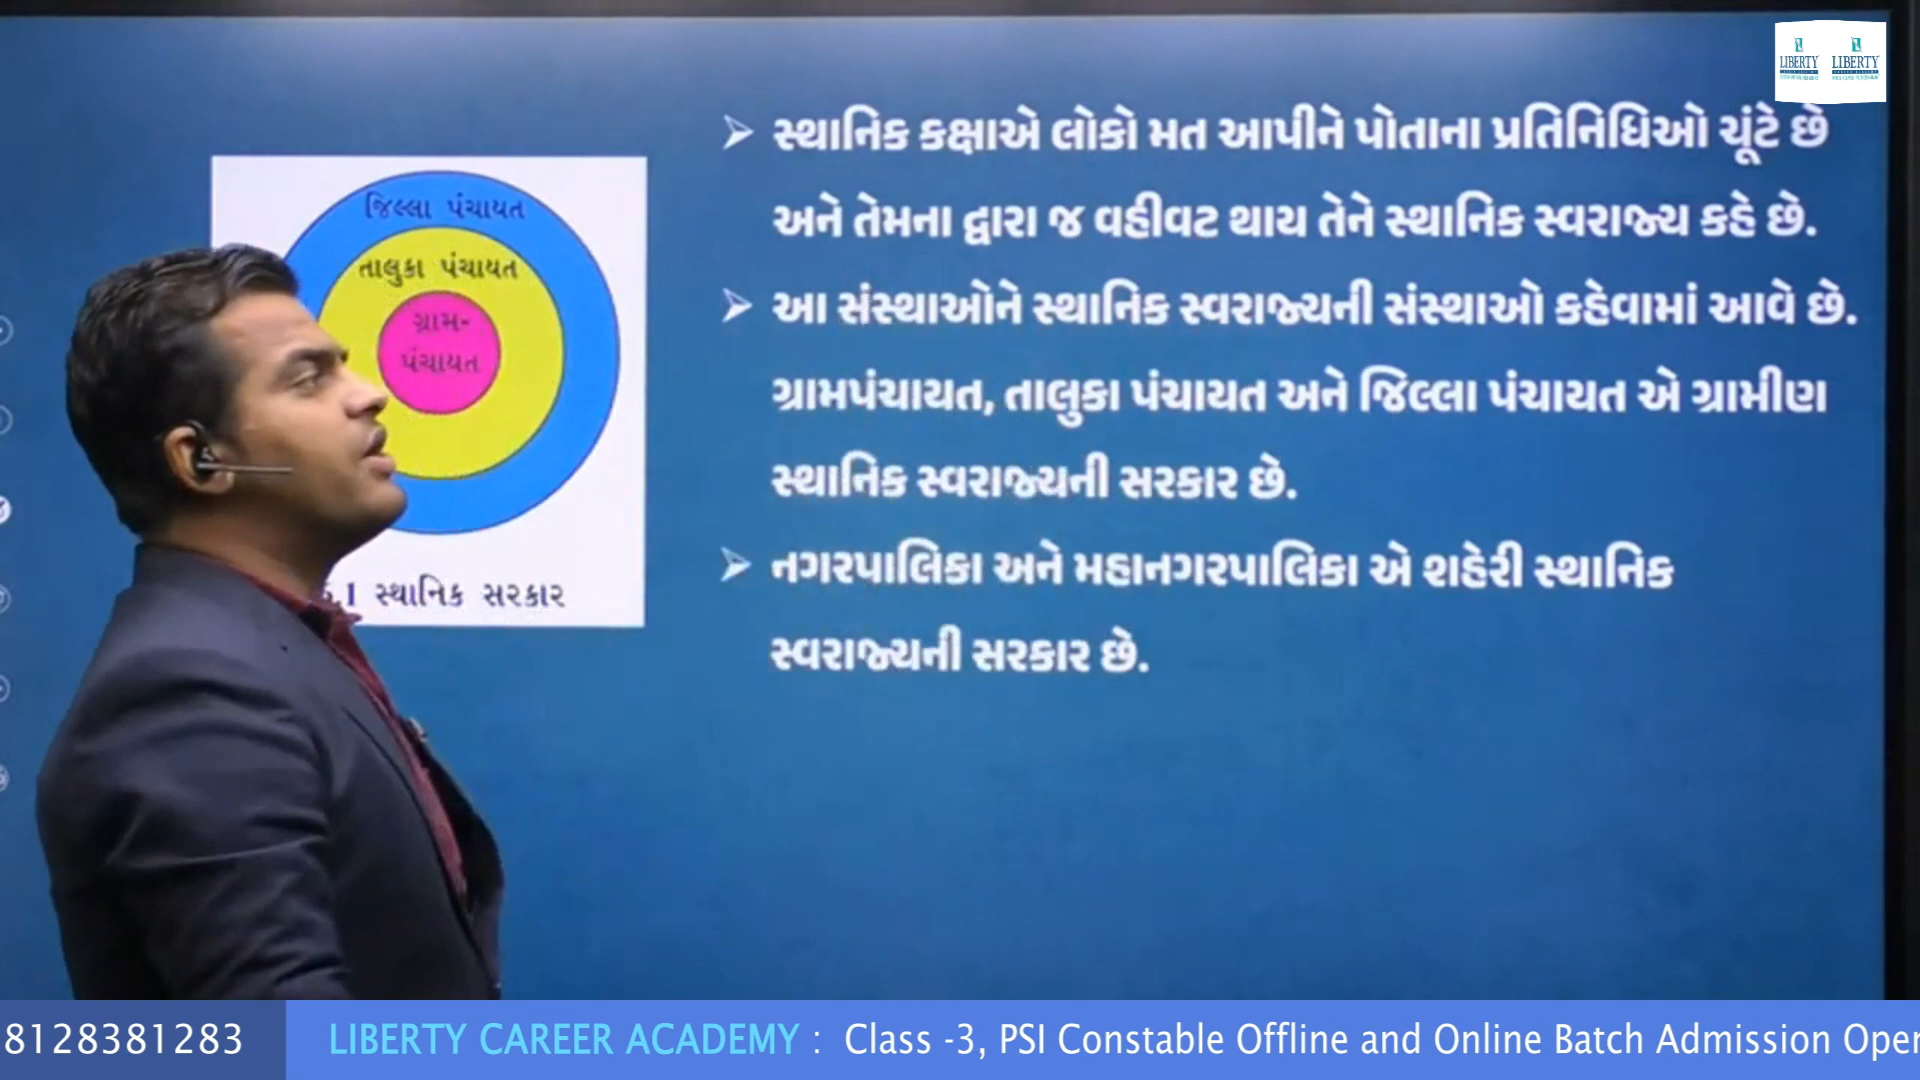 LIBERTY LIBERTY
સ્થાનિક કક્ષાએ લોકો મત આપીને પોતાના પ્રતિનિધિઓ ચૂંટે છે
અને તેમના દ્વારા જ વહીવટ થાય તેને સ્થાનિક સ્વરાજ્ય કહે છે.
આ સંસ્થાઓને સ્થાનિક સ્વરાજ્યની સંસ્થાઓ કહેવામાં આવે છે.
ગ્રામપંચાયત, તાલુકા પંચાયત અને જિલ્લા પંચાયત એ ગ્રામીણ
સ્થાનિક સ્વરાજ્યની સરકાર છે.
નગરપાલિકા અને મહાનગરપાલિકા એ શહેરી સ્થાનિક
સ્વરાજ્યની સરકાર છે.
જિલ્લા પંચાયત
તાલુકા પંચાયત
ગ્રામ-
પંચાયત
.1 સ્થાનિક સરકાર
8128381283
LIBERTY CAREER ACADEMY : Class -3, PSI Constable Offline and Online Batch Admission Open